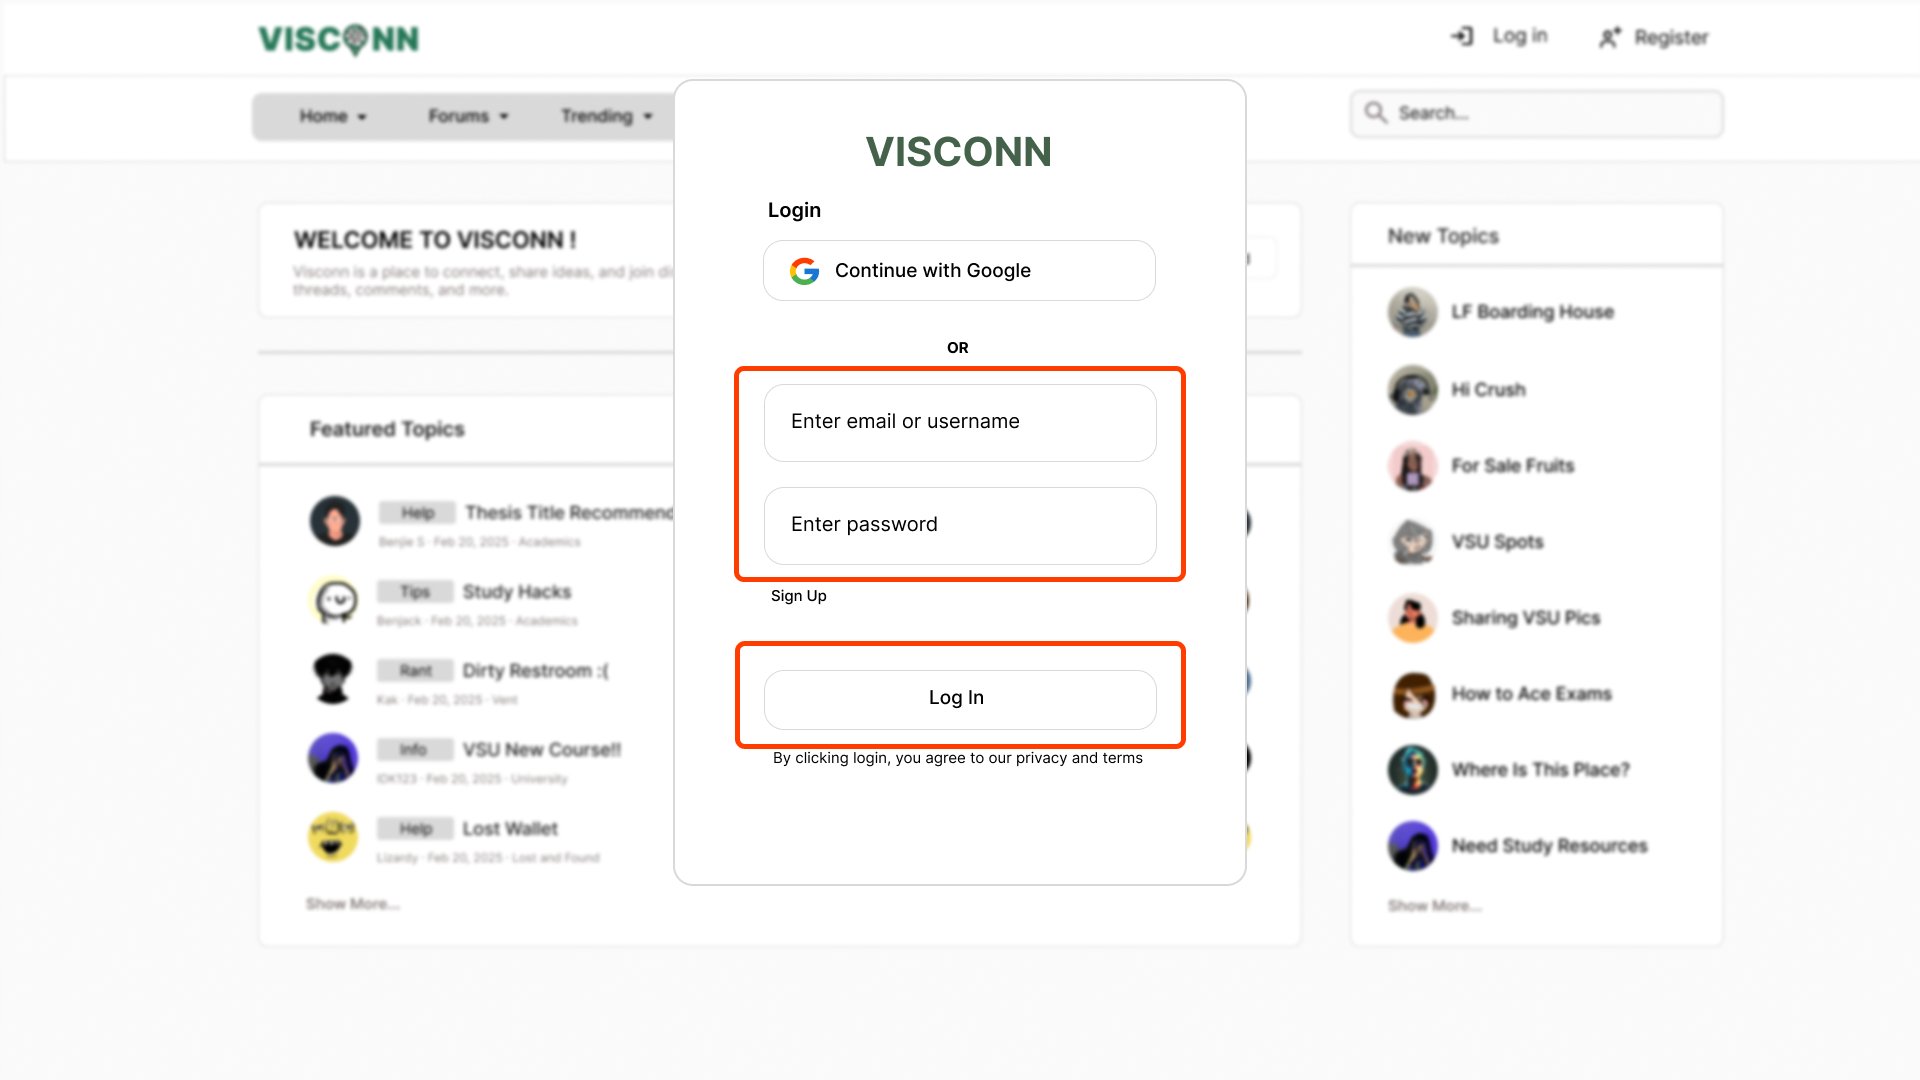 VISCONN
Log in
Register
Home
Forums
Trending
Search...
VISCONN
Login
Continue with Google
OR
Enter email or username
Enter password
Sign Up
Log In
By clicking login, you agree to our privacy and terms
WELCOME TO VISCONN !
Visconn is a place to connect, share ideas, and join
threads, comments, and more.
Featured Topics
Help Thesis Title Recommend
Benjie S · Feb 20, 2025 · Academics
Tips Study Hacks
Benjack · Feb 20, 2025 · Academics
Rant Dirty Restroom :(
Kak · Feb 20, 2025 · Vent
Info VSU New Course!!
IDK123 · Feb 20, 2025 · University
Help Lost Wallet
Lizardy · Feb 20, 2025 · Lost and Found
Show More...
New Topics
LF Boarding House
Hi Crush
For Sale Fruits
VSU Spots
Sharing VSU Pics
How to Ace Exams
Where Is This Place?
Need Study Resources
Show More...